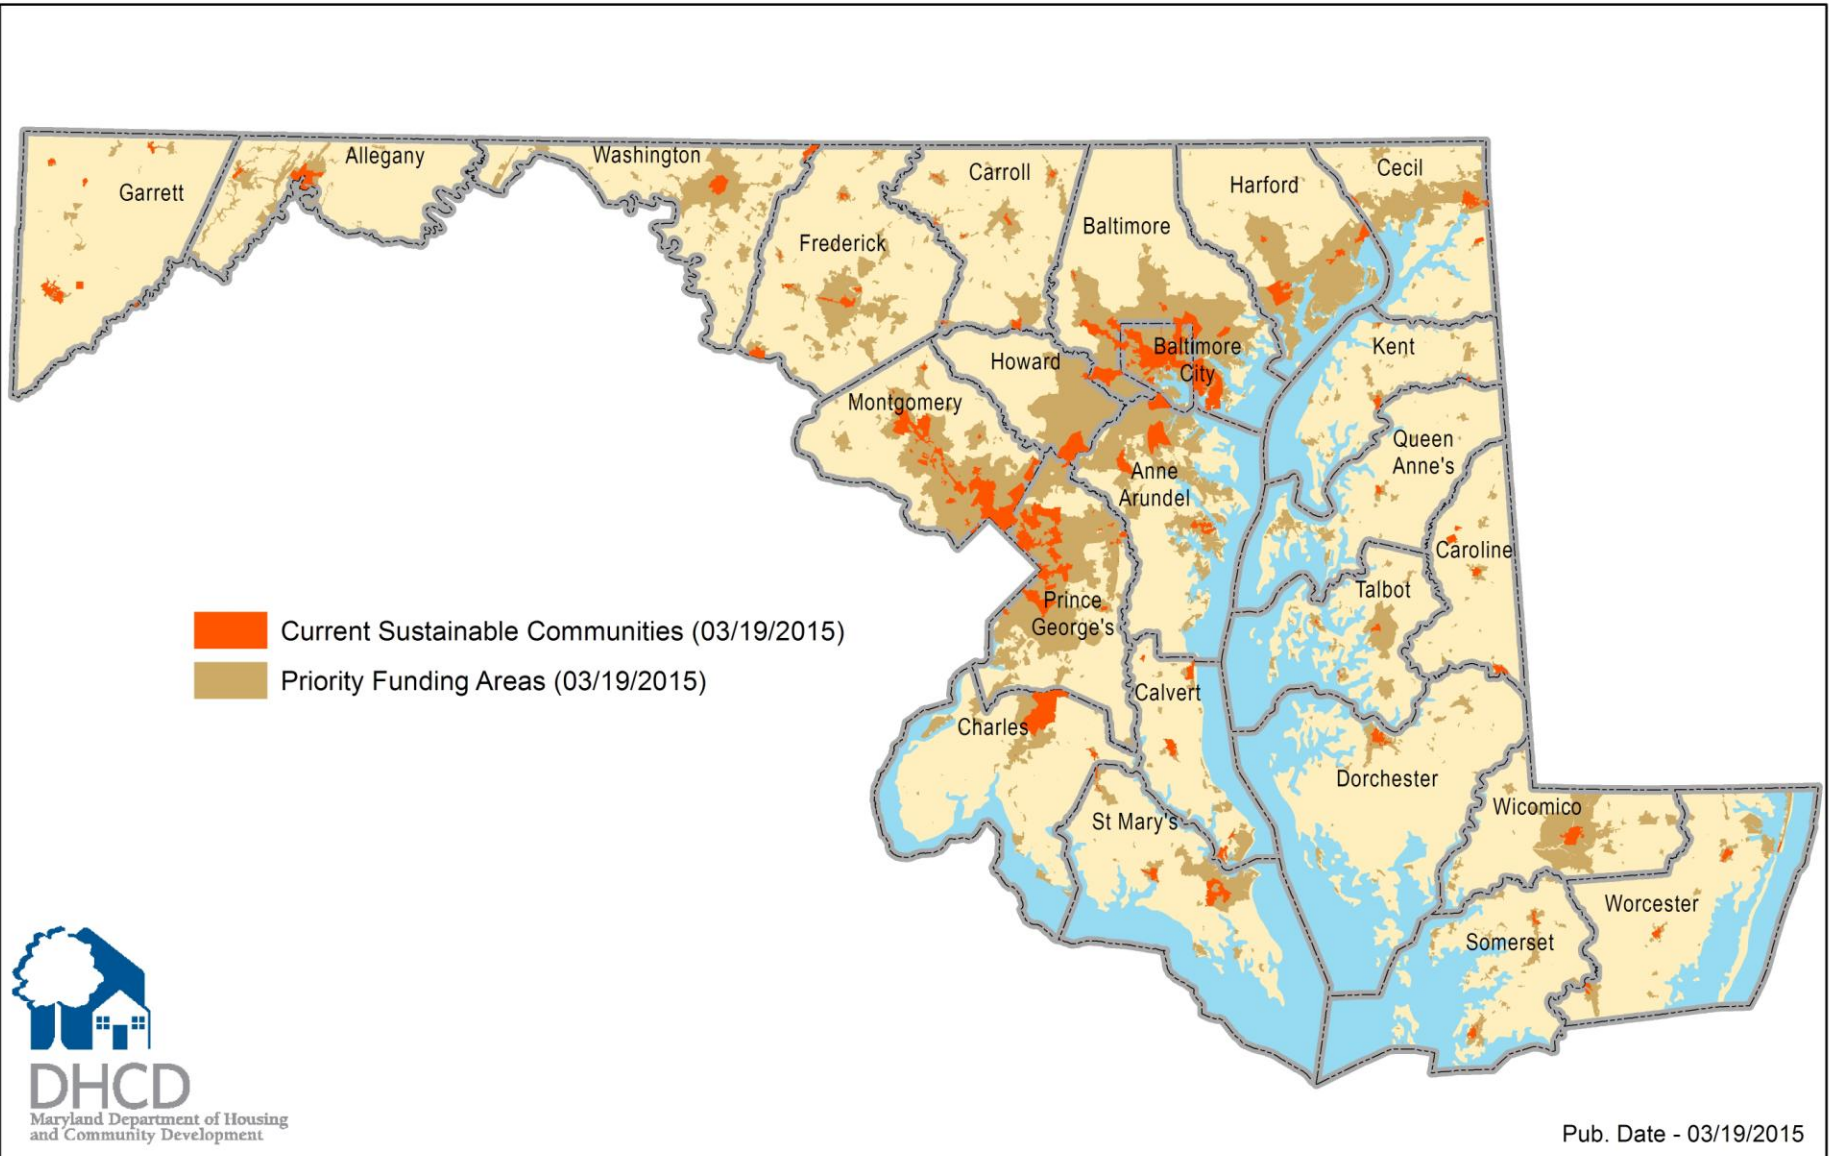 Allegany
Washington
Carroll
Cecil
Garrett
Harford
Frederick
Baltimore
Howard
Baltimore
City
Kent
Montgomery
Queen
Anne's
Anne
Arundel
Caroline
Talbot
Prince
George's
Current Sustainable Communities (03/19/2015)
Priority Funding Areas (03/19/2015)
Calvert
Charles
Dorchester
Wicomico
St Mary's
Worcester
Somerset
DHCD
Maryland Department of Housing
and Community Development
Pub. Date - 03/19/2015